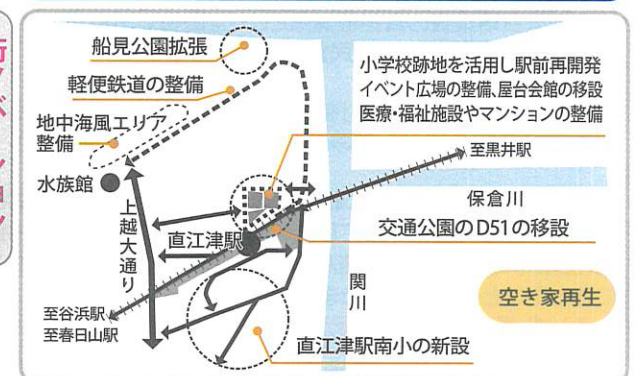 船見公園拡張
軽便鉄道の整備
地中海風エリア
整備
水族館
上越大通り
直江津駅
至谷浜駅
至春日山駅
小学校跡地を活用し駅前再開発
イベント広場の整備、屋台会館の移設
医療・福祉施設やマンションの整備
至黒井駅
保倉川
交通公園のD51の移設
関川
空き家再生
直江津駅南小の新設